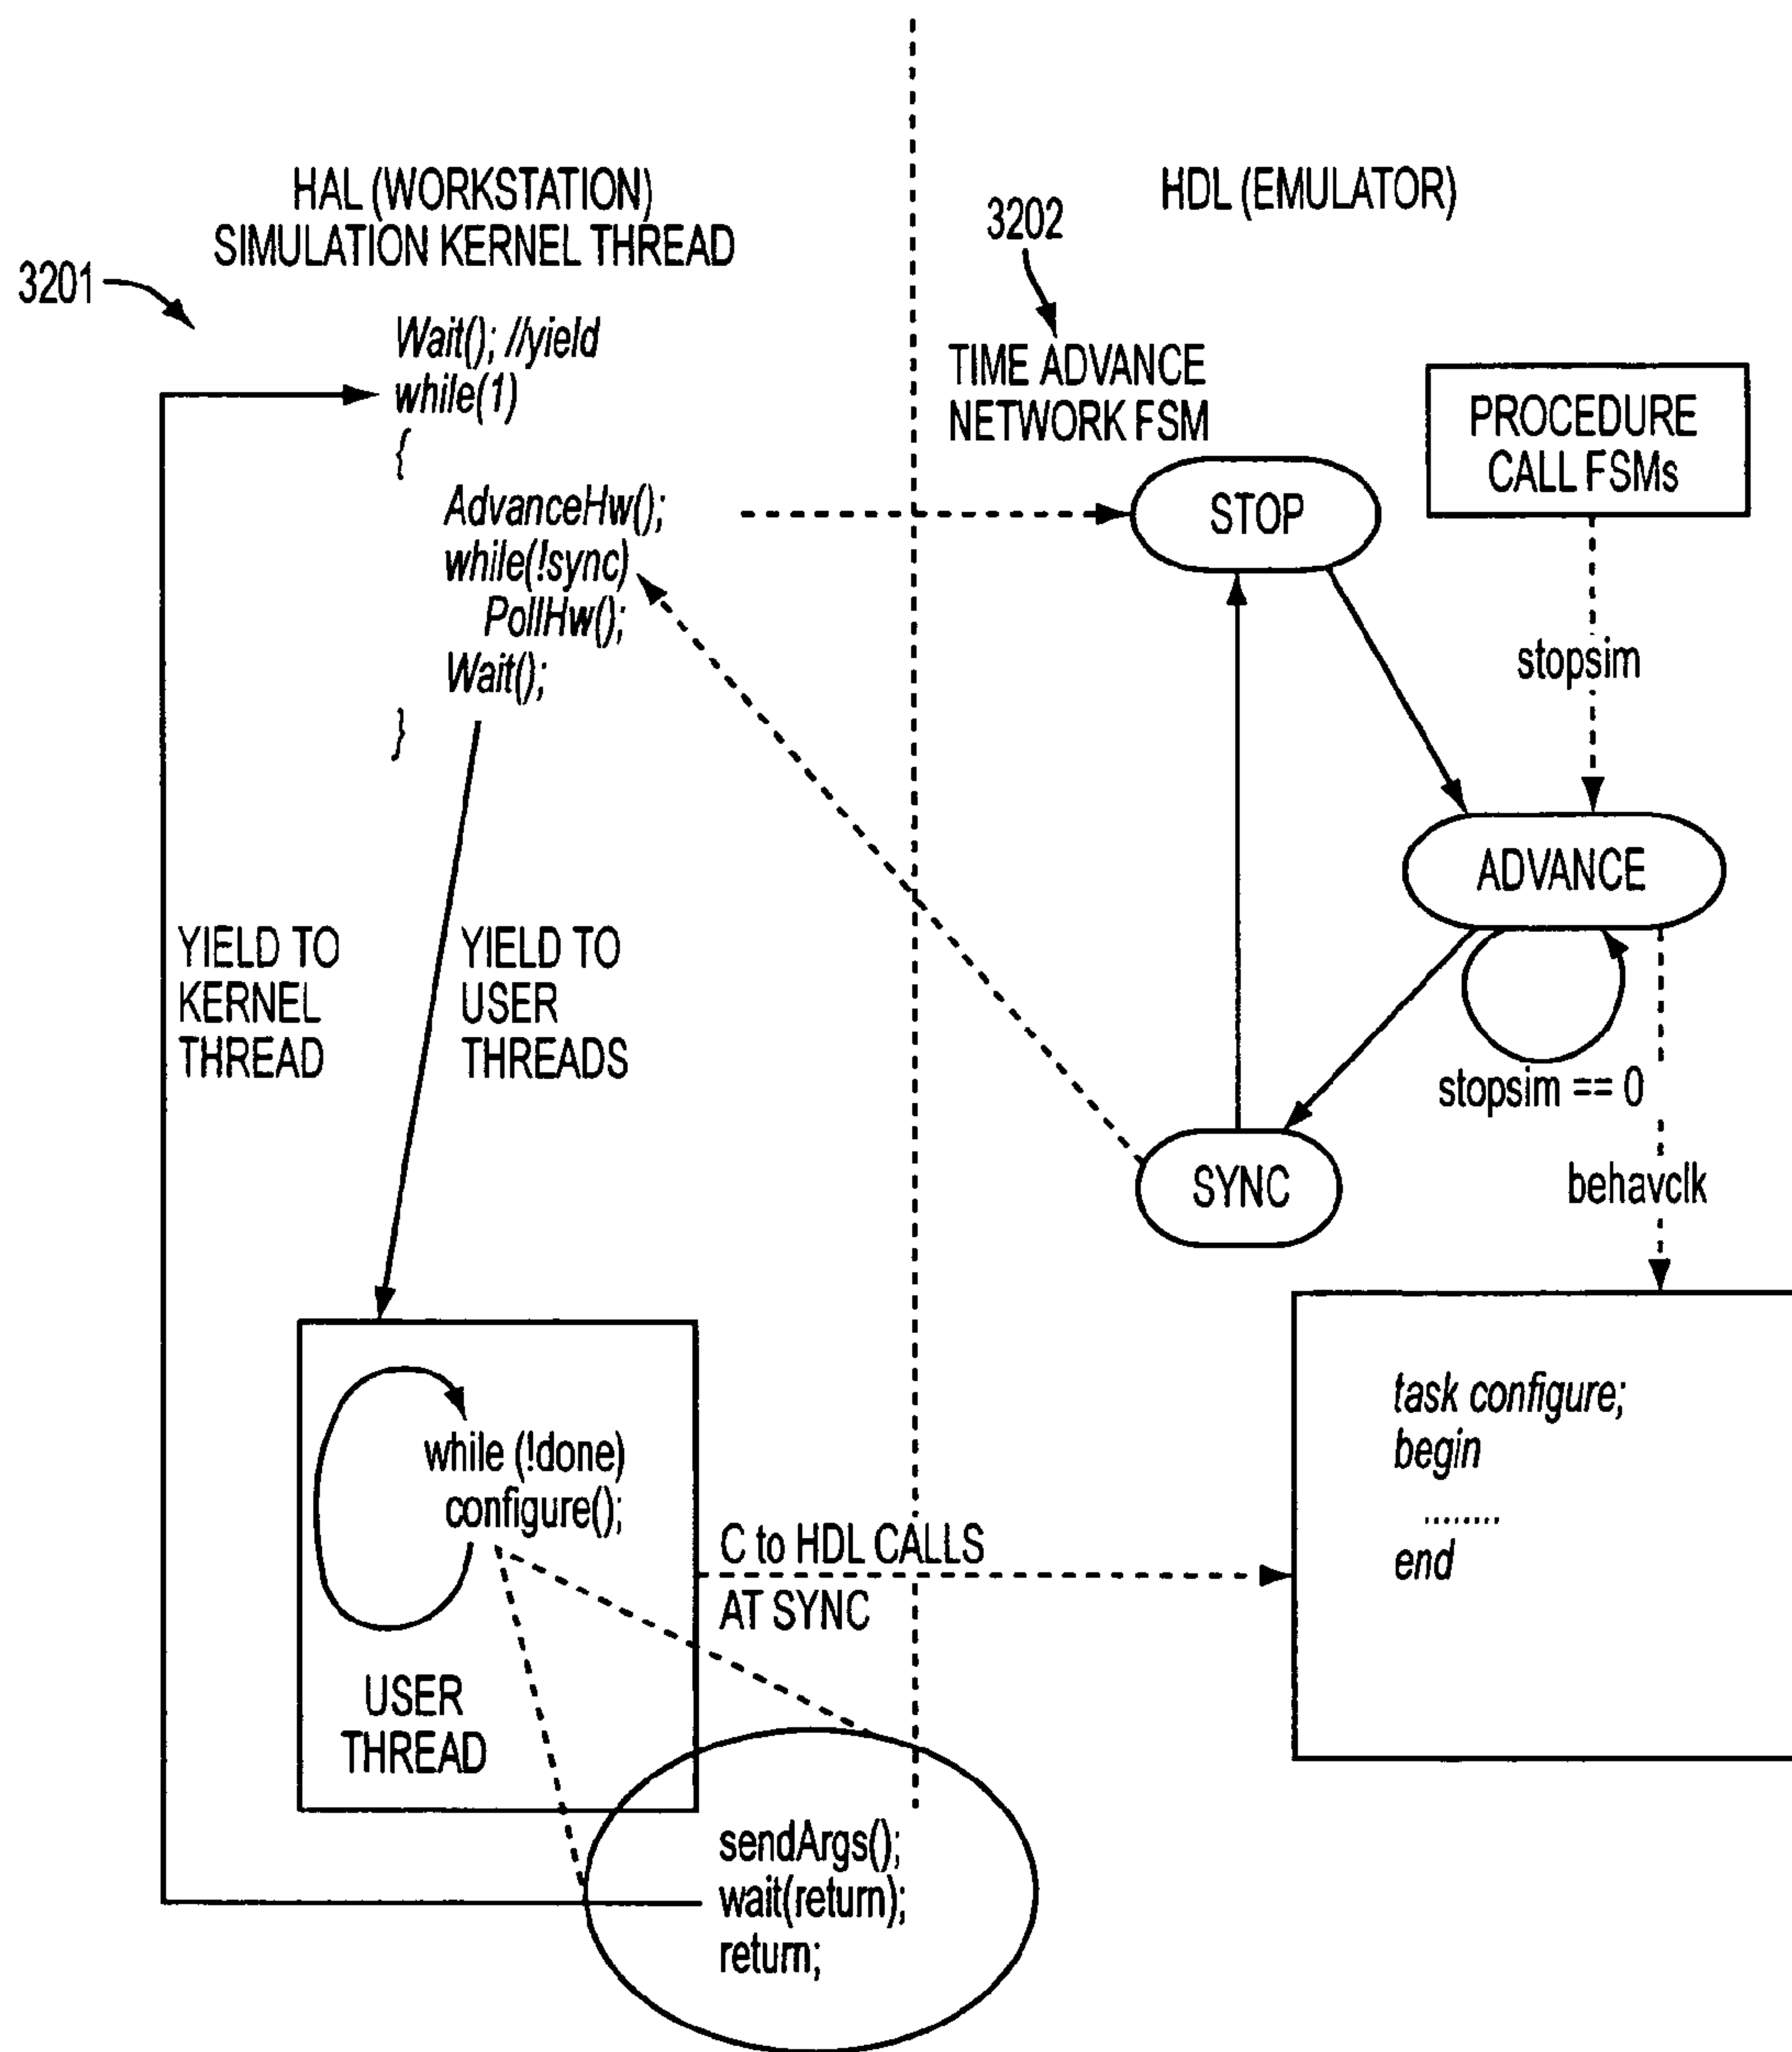 HAL (WORKSTATION)
SIMULATION KERNEL THREAD
3201
Wait(); //yield
while(1)
{
AdvanceHw();
while(!sync)
PollHw();
Wait();
}
YIELD TO
KERNEL
THREAD
YIELD TO
USER
THREADS
while (!done)
configure();
USER
THREAD
C to HDL CALLS
AT SYNC
sendArgs();
wait(return);
return;
HDL (EMULATOR)
3202
TIME ADVANCE
NETWORK FSM
PROCEDURE
CALL FSMs
STOP
stopsim
ADVANCE
stopsim == 0
SYNC
behavclk
task configure;
begin
........
end